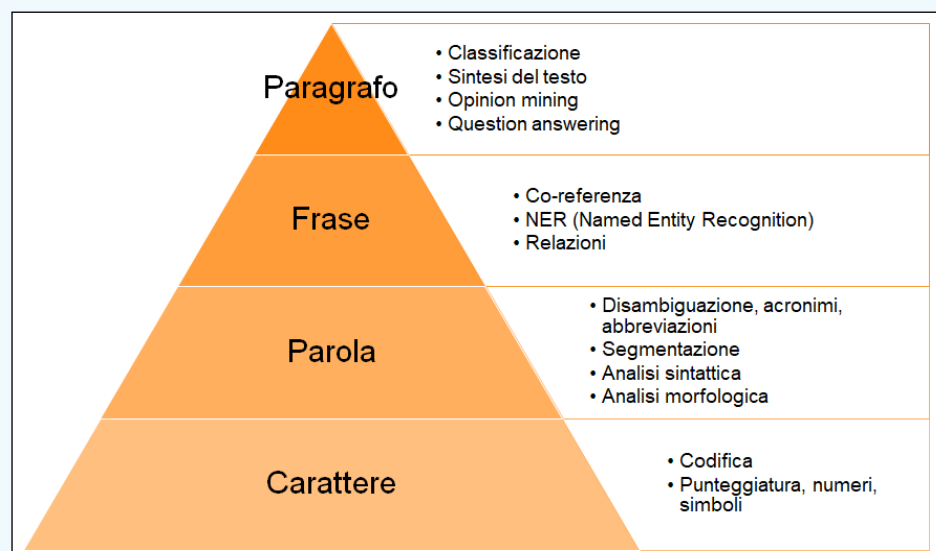 Paragrafo
• Classificazione
• Sintesi del testo
• Opinion mining
• Question answering
Frase
• Co-referenza
• NER (Named Entity Recognition)
• Relazioni
Parola
• Disambiguazione, acronimi,
abbreviazioni
• Segmentazione
• Analisi sintattica
• Analisi morfologica
Carattere
• Codifica
• Punteggiatura, numeri,
simboli